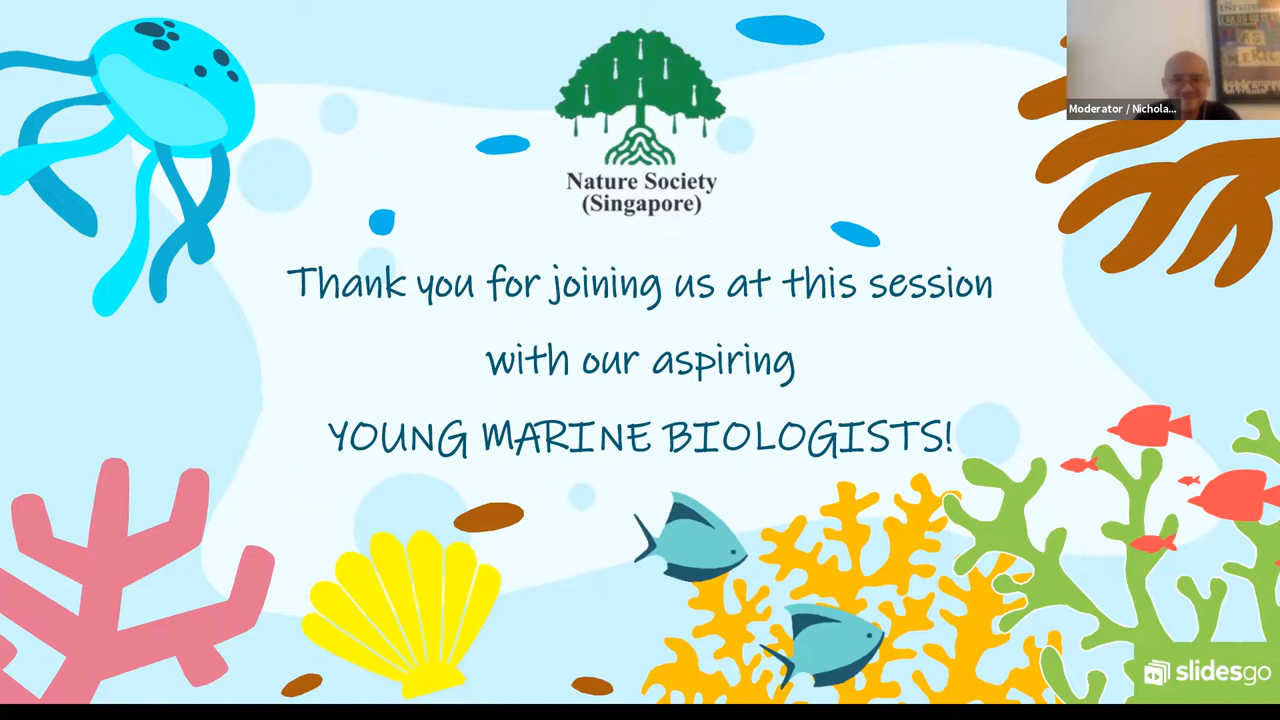 Nature Society
(Singapore)
Moderator / Nichola...
Thank you for joining us at this session
with our aspiring
YOUNG MARINE BIOLOGISTS!
slidesgo